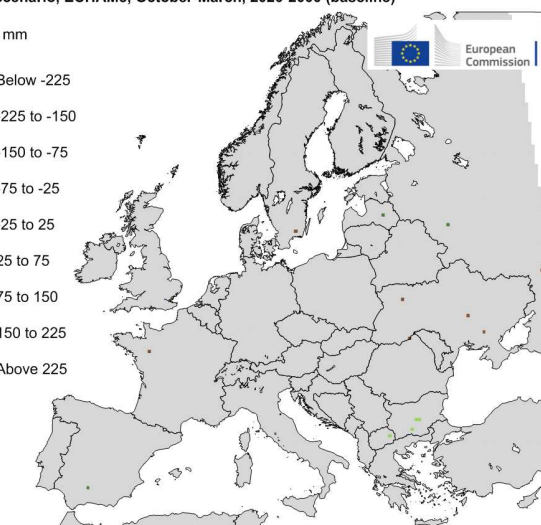 scenario, ECHAM5, October-March, 2020-2000 (baseline)
mm
European
Commission
Below -225
-225 to -150
-150 to -75
-75 to -25
-25 to 25
25 to 75
75 to 150
150 to 225
Above 225